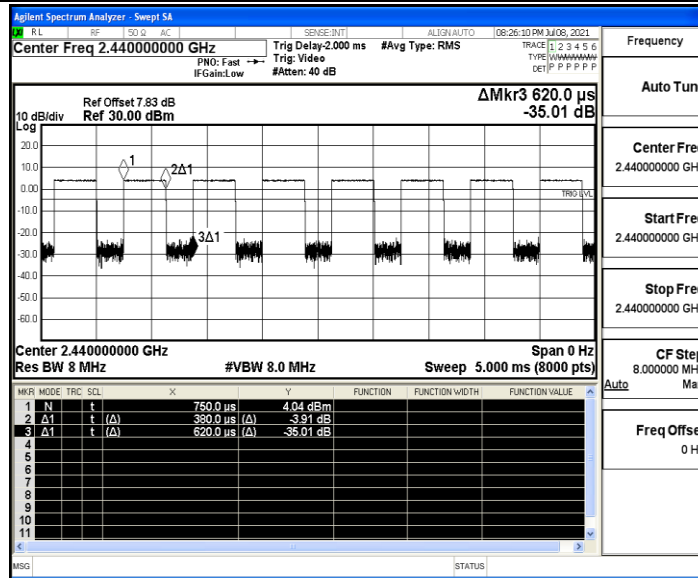 Agilent Spectrum Analyzer - Swept SA
RL RF 50 Ω AC SENSE:INT ALIGN AUTO 08:26:10 PM Jul 08, 2021
Center Freq 2.440000000 GHz Trig Delay-2.000 ms #Avg Type: RMS TRACE 1 2 3 4 5 6
PNO: Fast Trig: Video TYPE WWWWWW
IFGain:Low #Atten: 40 dB DET P P P P P P
ΔMkr3 620.0 µs
Ref Offset 7.83 dB
10 dB/div Ref 30.00 dBm -35.01 dB
Log
20.0
10.0 1 2Δ1
0.00 TRIG LVL
-10.0
-20.0 3Δ1
-30.0
-40.0
-50.0
-60.0
Center 2.440000000 GHz Span 0 Hz
Res BW 8 MHz #VBW 8.0 MHz Sweep 5.000 ms (8000 pts)
MKR MODE TRC SCL X Y FUNCTION FUNCTION WIDTH FUNCTION VALUE
1 N t 750.0 µs 4.04 dBm
2 Δ1 t (Δ) 380.0 µs (Δ) -3.91 dB
3 Δ1 t (Δ) 620.0 µs (Δ) -35.01 dB
4
5
6
7
8
9
10
11
MSG STATUS
Frequency
Auto Tun
Center Fre
2.440000000 GH
Start Fre
2.440000000 GH
Stop Fre
2.440000000 GH
CF Step
8.000000 MH
Auto Ma
Freq Offse
0 H